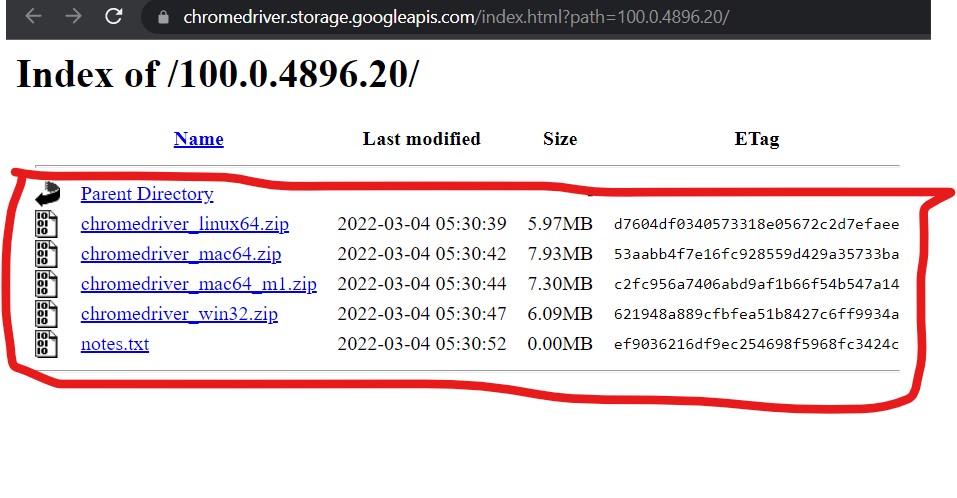 chromedriver.storage.googleapis.com/index.html?path=100.0.4896.20/
Index of /100.0.4896.20/
Name Last modified Size ETag
Parent Directory -
chromedriver_linux64.zip 2022-03-04 05:30:39 5.97MB d7604df0340573318e05672c2d7efaee
chromedriver_mac64.zip 2022-03-04 05:30:42 7.93MB 53aabb4f7e16fc928559d429a35733ba
chromedriver_mac64_m1.zip 2022-03-04 05:30:44 7.30MB c2fc956a7406abd9af1b66f54b547a14
chromedriver_win32.zip 2022-03-04 05:30:47 6.09MB 621948a889cfbfea51b8427c6ff9934a
notes.txt 2022-03-04 05:30:52 0.00MB ef9036216df9ec254698f5968fc3424c